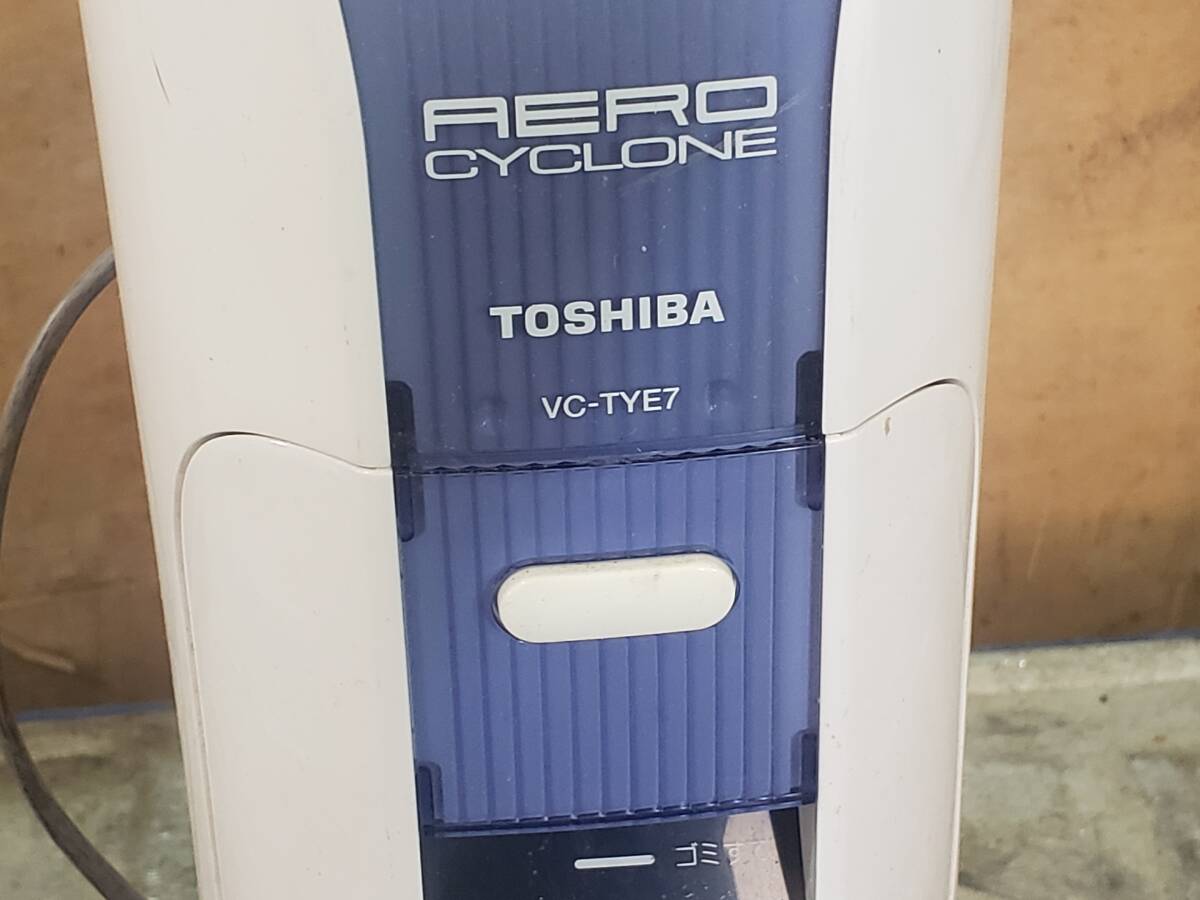 AERO
CYCLONE
TOSHIBA
VC-TYE7
ゴミす